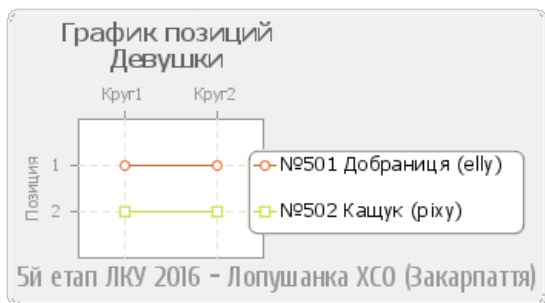 График позиций
Девушки
Круг1 Круг2
Позиция
1
№501 Добраниця (elly)
2
№502 Кащук (pixy)
5й етап ЛКУ 2016 - Лопушанка ХСО (Закарпаття)